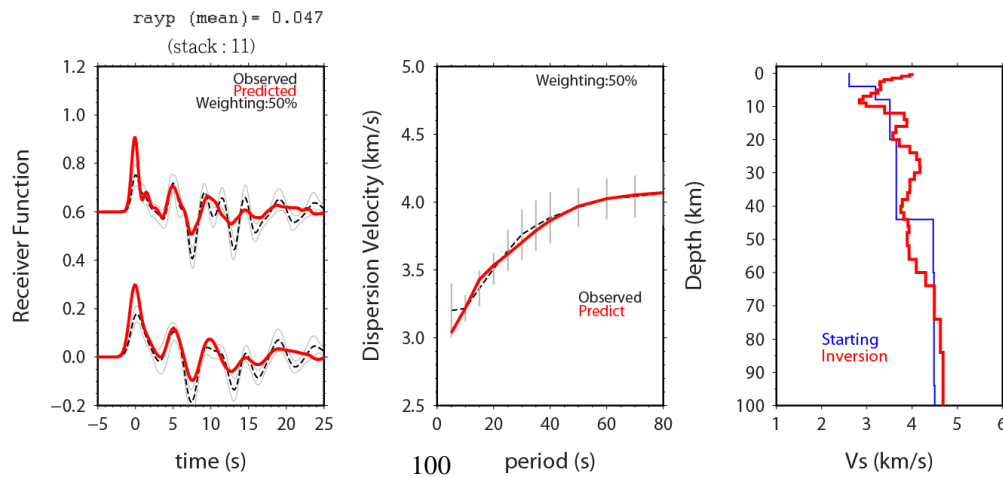 rayp (mean)= 0.047
(stack : 11)
1.2
1.0
0.8
0.6
0.4
0.2
0.0
−0.2
−5 0 5 10 15 20 25
Receiver Function
time (s)
Observed
Predicted
Weighting:50%
5.0
4.5
4.0
3.5
3.0
2.5
0 20 40 60 80
Dispersion Velocity (km/s)
period (s)
Weighting:50%
Observed
Predict
0
10
20
30
40
50
60
70
80
90
100
1 2 3 4 5 6
Depth (km)
Vs (km/s)
Starting
Inversion
100